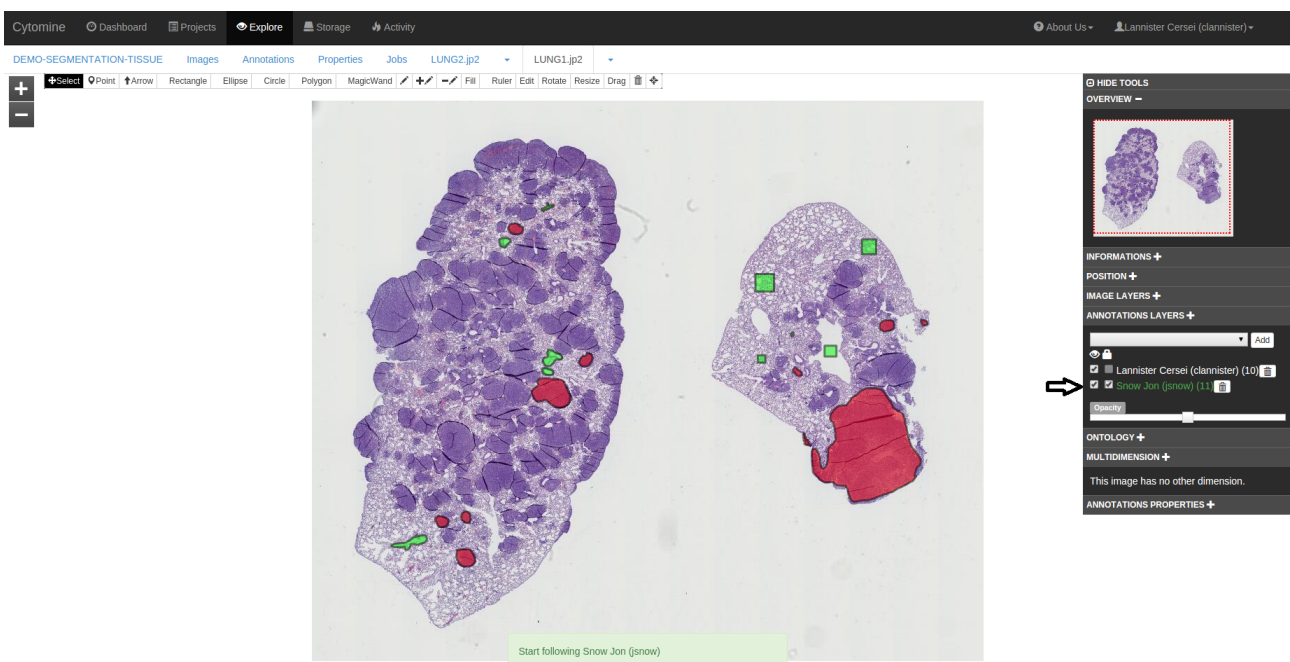 Cytomine Dashboard Projects Explore Storage Activity About Us Lannister Cersei (clannister)
DEMO-SEGMENTATION-TISSUE Images Annotations Properties Jobs LUNG2.jp2 LUNG1.jp2
Select Point Arrow Rectangle Ellipse Circle Polygon MagicWand Fill Ruler Edit Rotate Resize Drag
HIDE TOOLS
OVERVIEW
INFORMATIONS
POSITION
IMAGE LAYERS
ANNOTATIONS LAYERS
Add
Lannister Cersei (clannister) (10)
Snow Jon (jsnow) (11)
Opacity
ONTOLOGY
MULTIDIMENSION
This image has no other dimension.
ANNOTATIONS PROPERTIES
Start following Snow Jon (jsnow)